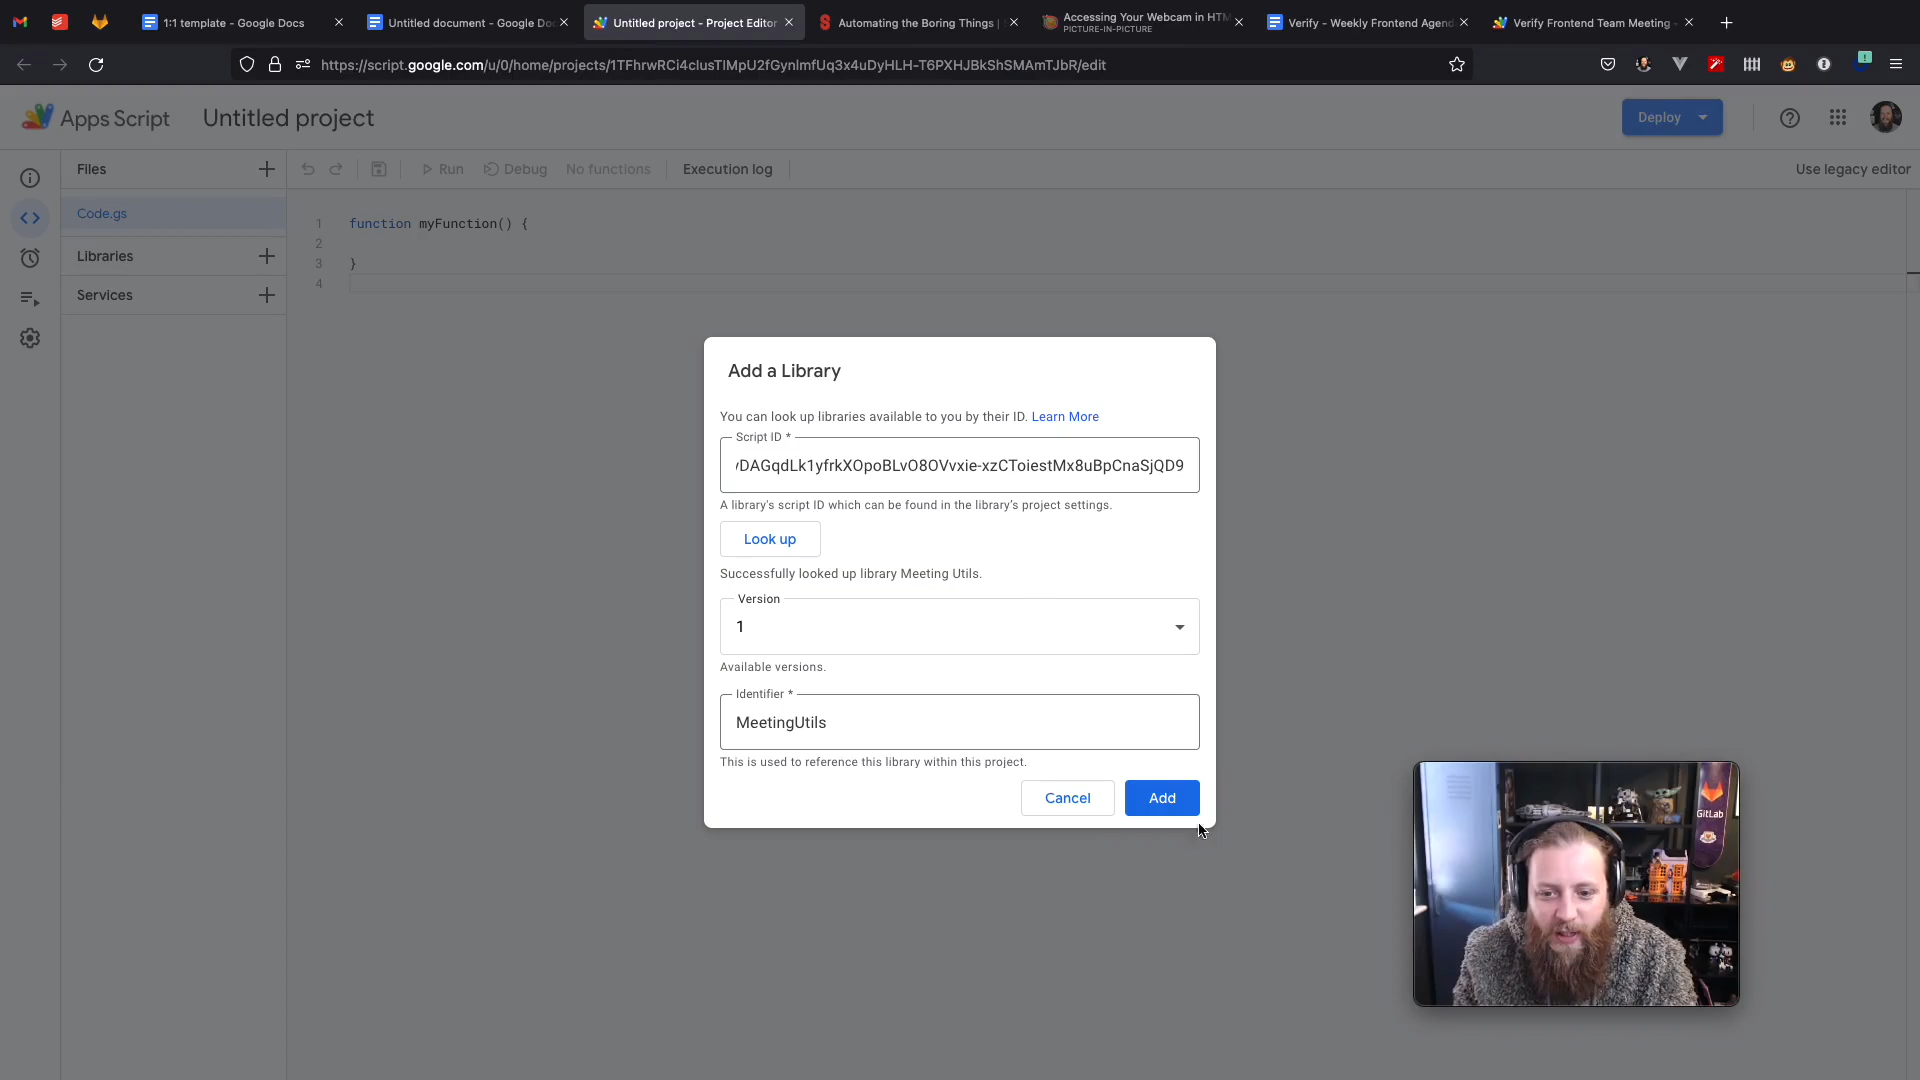 1:1 template - Google Docs
Untitled document - Google Doc
Untitled project - Project Editor
Automating the Boring Things |
Accessing Your Webcam in HTM
PICTURE-IN-PICTURE
Verify - Weekly Frontend Agend
Verify Frontend Team Meeting -
https://script.google.com/u/0/home/projects/1TFhrwRCi4clusTIMpU2fGynlmfUq3x4uDyHLH-T6PXHJBkShSMAmTJbR/edit
Apps Script
Untitled project
Deploy
Files
Run
Debug
No functions
Execution log
Use legacy editor
Code.gs
Libraries
Services
1 function myFunction() {
2
3 }
4
Add a Library
You can look up libraries available to you by their ID. Learn More
Script ID *
DAGqdLk1yfrkXOpoBLvO8OVvxie-xzCToiestMx8uBpCnaSjQD9
A library's script ID which can be found in the library's project settings.
Look up
Successfully looked up library Meeting Utils.
Version
1
Available versions.
Identifier *
MeetingUtils
This is used to reference this library within this project.
Cancel
Add
GitLab